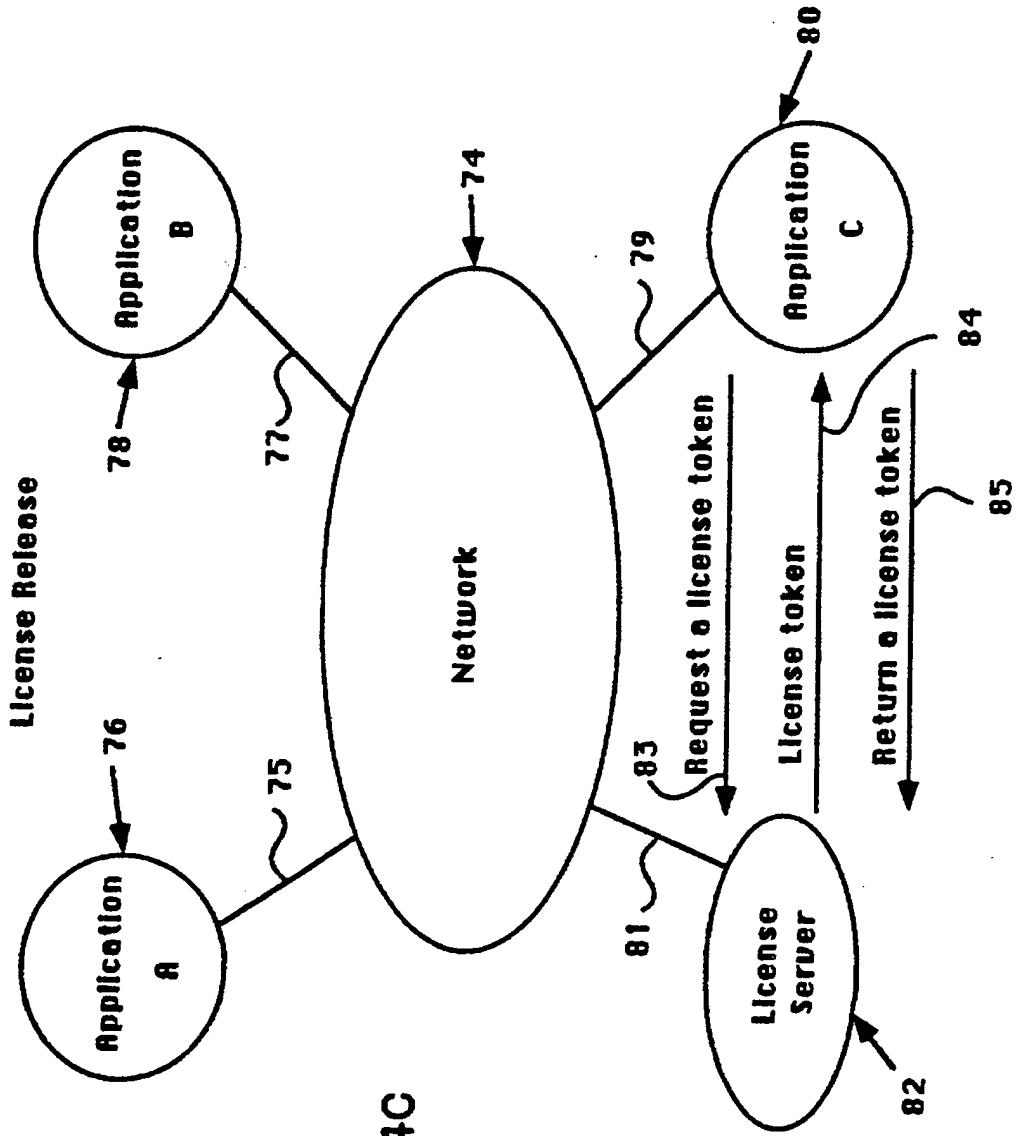 License Release
76
78
Application
A
Application
B
75
77
4C
Network
74
81
83
79
Request a license token
License
Server
License token
Aoplication
C
80
Return a license token
82
84
85